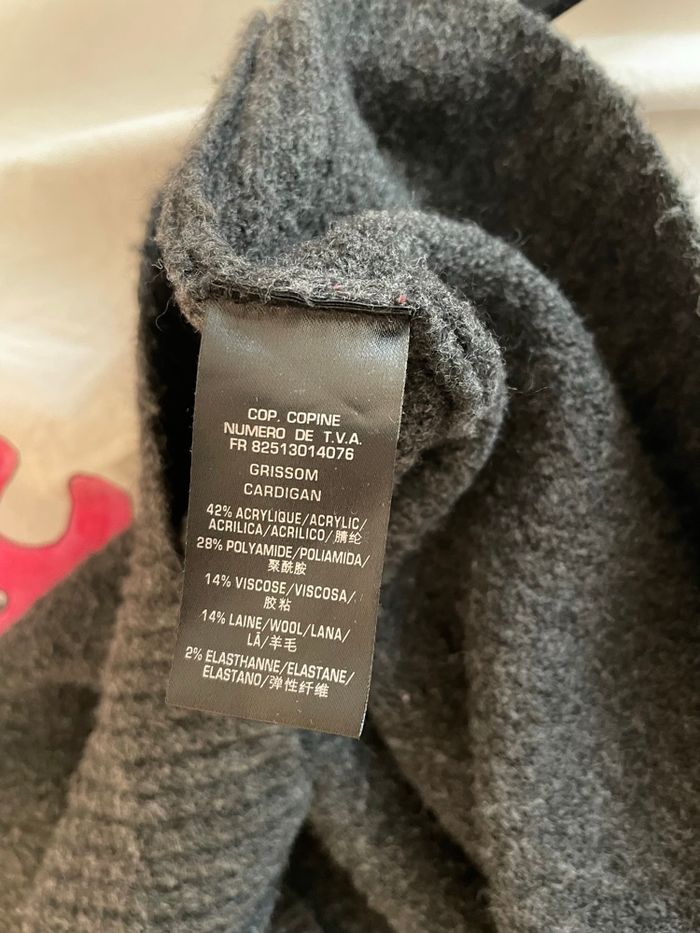 COP. COPINE
NUMERO DE T.V.A.
FR 82513014076
GRISSOM
CARDIGAN
42% ACRYLIQUE/ACRYLIC/
ACRILICA/ACRILICO/腈纶
28% POLYAMIDE/POLIAMIDA/
聚酰胺
14% VISCOSE/VISCOSA/
胶粘
14% LAINE/WOOL/LANA/
LÃ/羊毛
2% ELASTHANNE/ELASTANE/
ELASTANO/弹性纤维